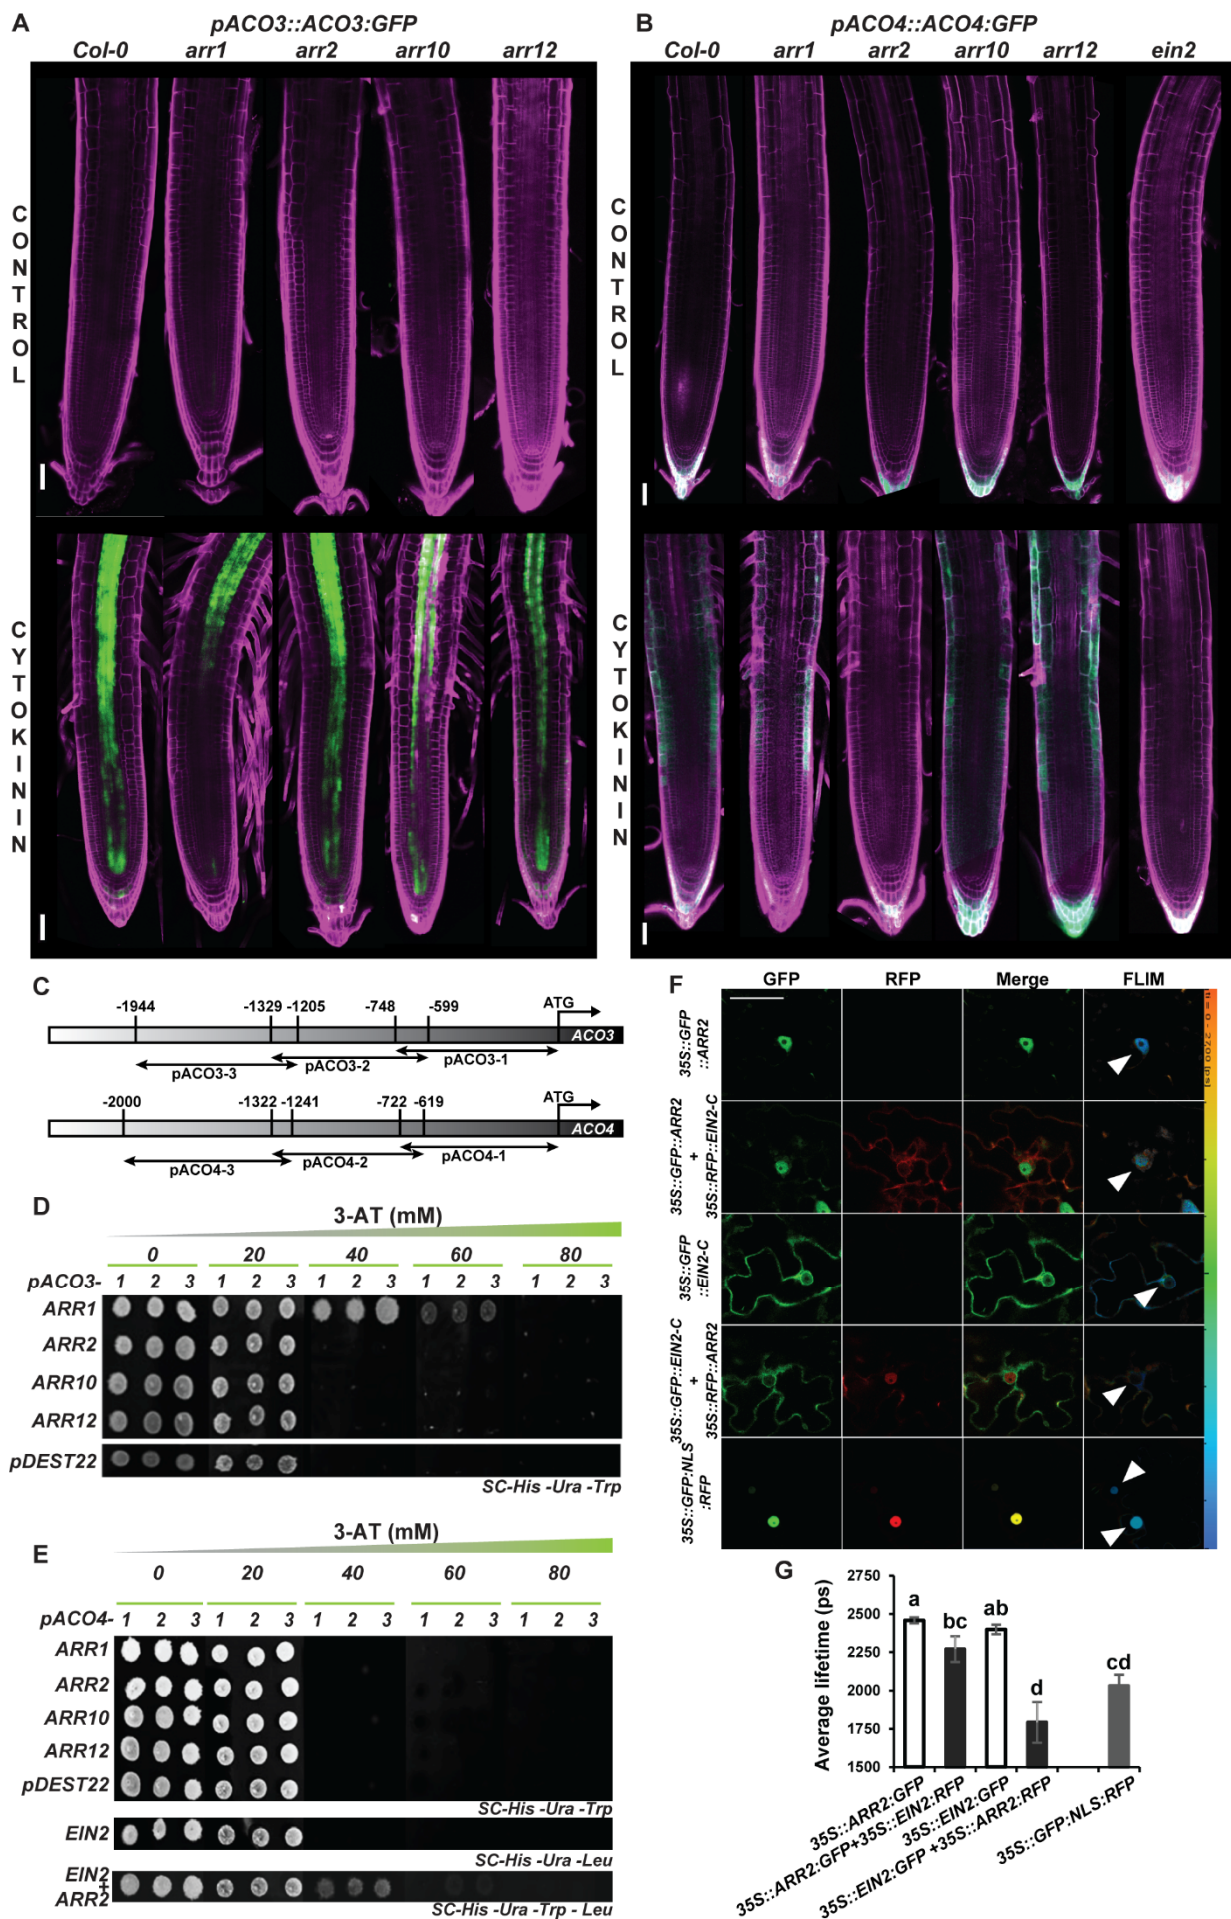 A
pACO3::ACO3:GFP
Col-0 arr1 arr2 arr10 arr12
CONTROL
CYTOKININ
B
pACO4::ACO4:GFP
Col-0 arr1 arr2 arr10 arr12 ein2
CONTROL
CYTOKININ
C
-1944 -1329 -1205 -748 -599 ATG
ACO3
pACO3-3 pACO3-2 pACO3-1
-2000 -1322 -1241 -722 -619 ATG
ACO4
pACO4-3 pACO4-2 pACO4-1
D
3-AT (mM)
0 20 40 60 80
pACO3- 1 2 3 1 2 3 1 2 3 1 2 3 1 2 3
ARR1
ARR2
ARR10
ARR12
pDEST22
SC-His -Ura -Trp
E
3-AT (mM)
0 20 40 60 80
pACO4- 1 2 3 1 2 3 1 2 3 1 2 3 1 2 3
ARR1
ARR2
ARR10
ARR12
pDEST22
SC-His -Ura -Trp
EIN2
SC-His -Ura -Leu
EIN2
+
ARR2
SC-His -Ura -Trp - Leu
F
GFP RFP Merge FLIM
35S::GFP
::ARR2
35S::GFP::ARR2
+
35S::RFP::EIN2-C
35S::GFP
::EIN2-C
35S::GFP::EIN2-C
+
35S::RFP::ARR2
35S::GFP:NLS
:RFP
0 - 2700 [ps]
G
Average lifetime (ps)
2750
2500
2250
2000
1750
1500
a bc ab d cd
35S::ARR2:GFP
35S::ARR2:GFP+35S::EIN2:RFP
35S::EIN2:GFP
35S::EIN2:GFP +35S::ARR2:RFP
35S::GFP:NLS:RFP